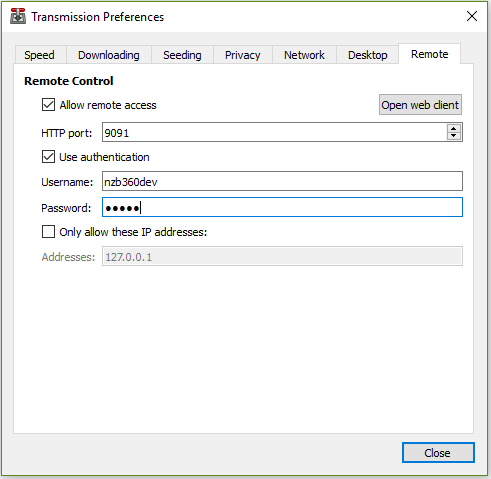 Transmission Preferences
Speed Downloading Seeding Privacy Network Desktop Remote
Remote Control
Allow remote access Open web client
HTTP port: 9091
Use authentication
Username: nzb360dev
Password: ●●●●●
Only allow these IP addresses:
Addresses: 127.0.0.1
Close